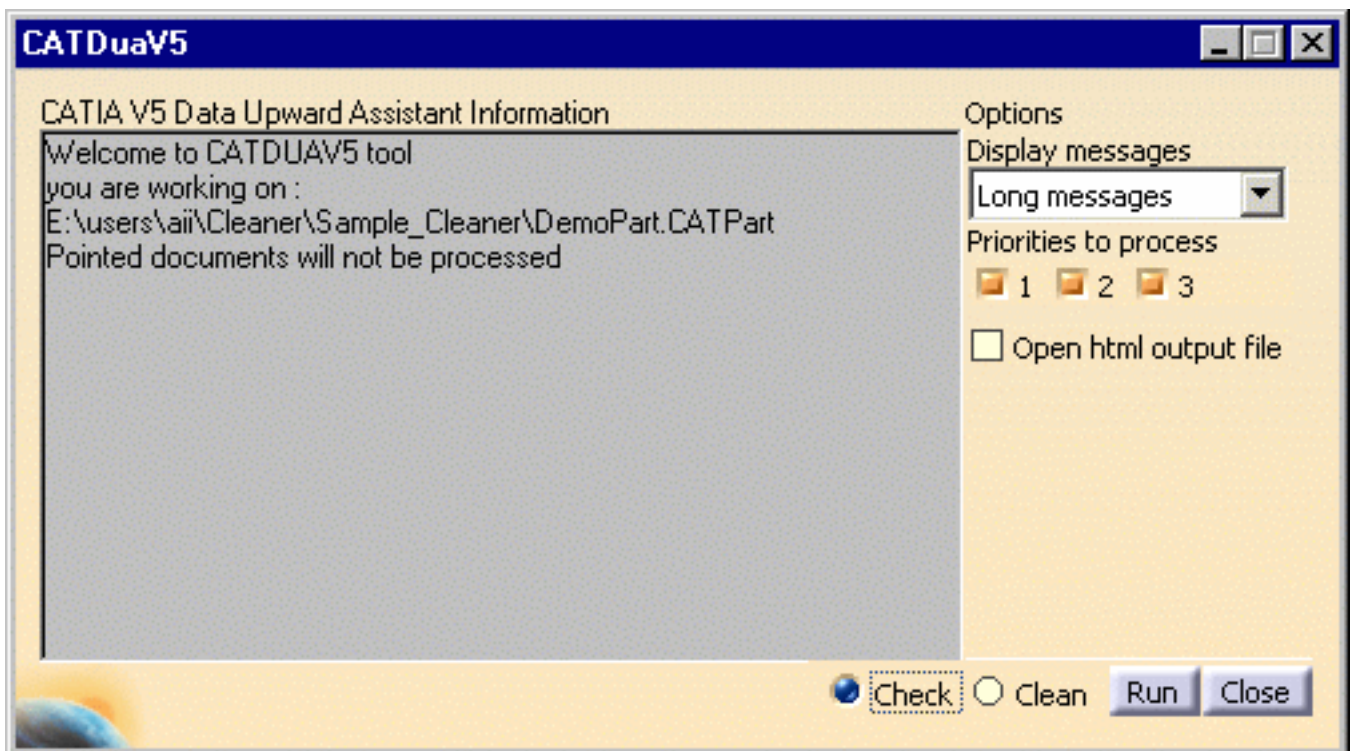 CATDuaV5
CATIA V5 Data Upward Assistant Information
Welcome to CATDUAV5 tool
you are working on :
E:\users\aii\Cleaner\Sample_Cleaner\DemoPart.CATPart
Pointed documents will not be processed
Options
Display messages
Long messages
Priorities to process
1 2 3
Open html output file
Check Clean Run Close